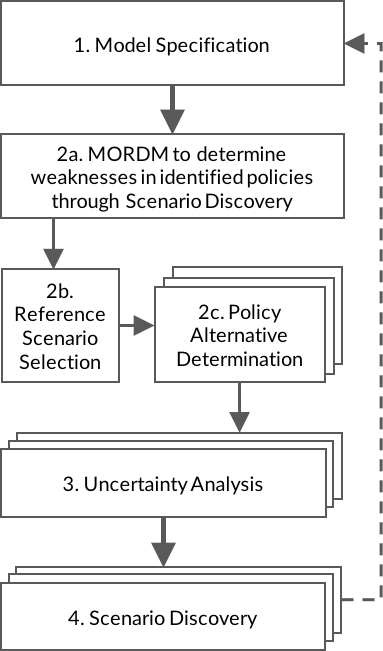 1. Model Specification
2a. MORDM to determine
weaknesses in identified policies
through Scenario Discovery
2b.
Reference
Scenario
Selection
2c. Policy
Alternative
Determination
3. Uncertainty Analysis
4. Scenario Discovery